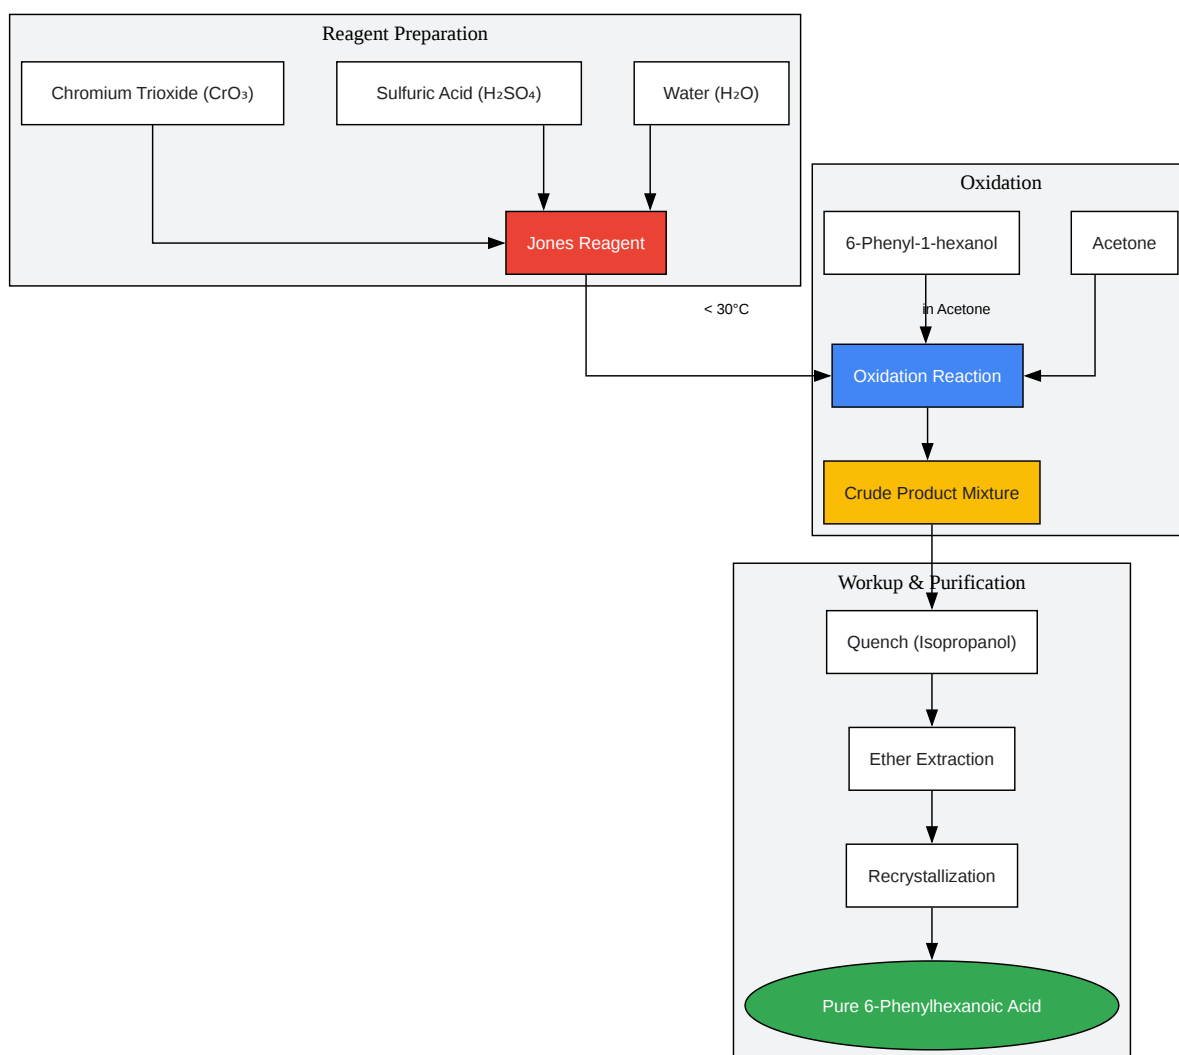 Reagent Preparation
Chromium Trioxide (CrO₃)
Sulfuric Acid (H₂SO₄)
Water (H₂O)
Jones Reagent
Oxidation
6-Phenyl-1-hexanol
Acetone
< 30°C
in Acetone
Oxidation Reaction
Crude Product Mixture
Workup & Purification
Quench (Isopropanol)
Ether Extraction
Recrystallization
Pure 6-Phenylhexanoic Acid